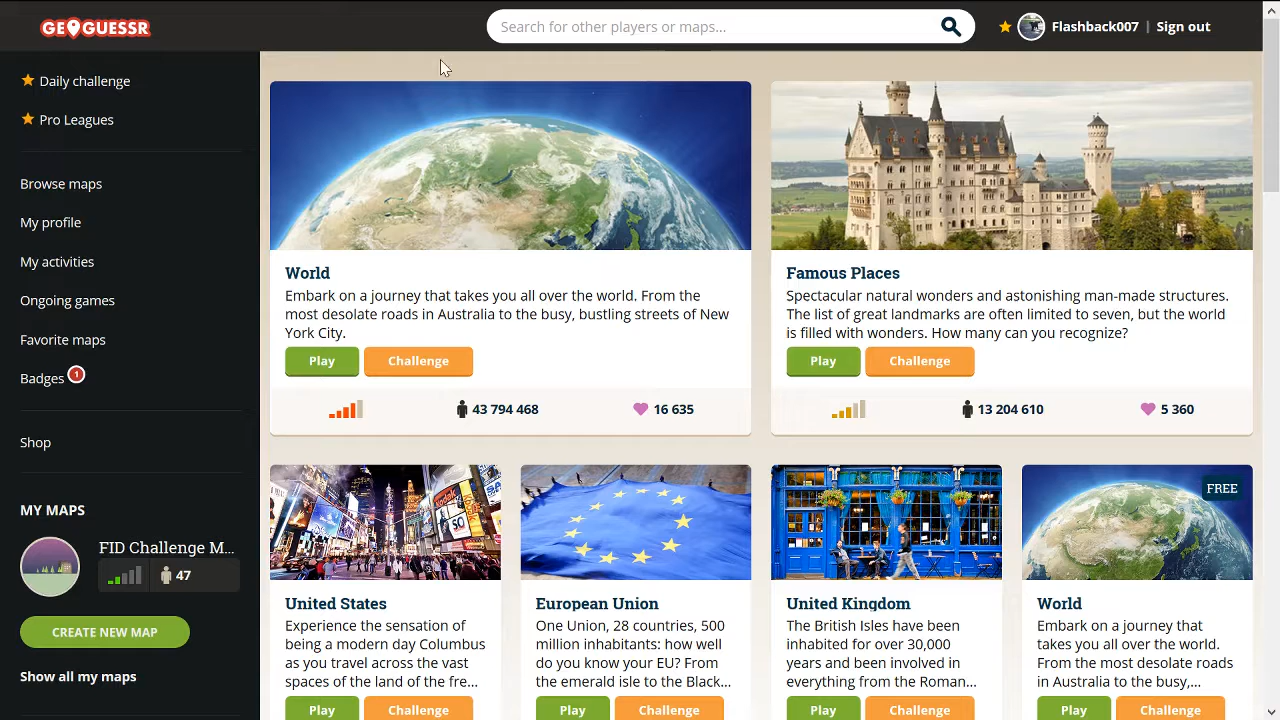 GEOGUESSR
Search for other players or maps...
Flashback007 | Sign out
Daily challenge
Pro Leagues
Browse maps
My profile
My activities
Ongoing games
Favorite maps
Badges 1
Shop
MY MAPS
FID Challenge M...
47
CREATE NEW MAP
Show all my maps
World
Embark on a journey that takes you all over the world. From the
most desolate roads in Australia to the busy, bustling streets of New
York City.
Play Challenge
43 794 468 16 635
Famous Places
Spectacular natural wonders and astonishing man-made structures.
The list of great landmarks are often limited to seven, but the world
is filled with wonders. How many can you recognize?
Play Challenge
13 204 610 5 360
Kodak
United States
Experience the sensation of
being a modern day Columbus
as you travel across the vast
spaces of the land of the fre...
Play Challenge
European Union
One Union, 28 countries, 500
million inhabitants: how well
do you know your EU? From
the emerald isle to the Black...
Play Challenge
United Kingdom
The British Isles have been
inhabited for over 30,000
years and been involved in
everything from the Roman...
Play Challenge
FREE
World
Embark on a journey that
takes you all over the world.
From the most desolate roads
in Australia to the busy,...
Play Challenge